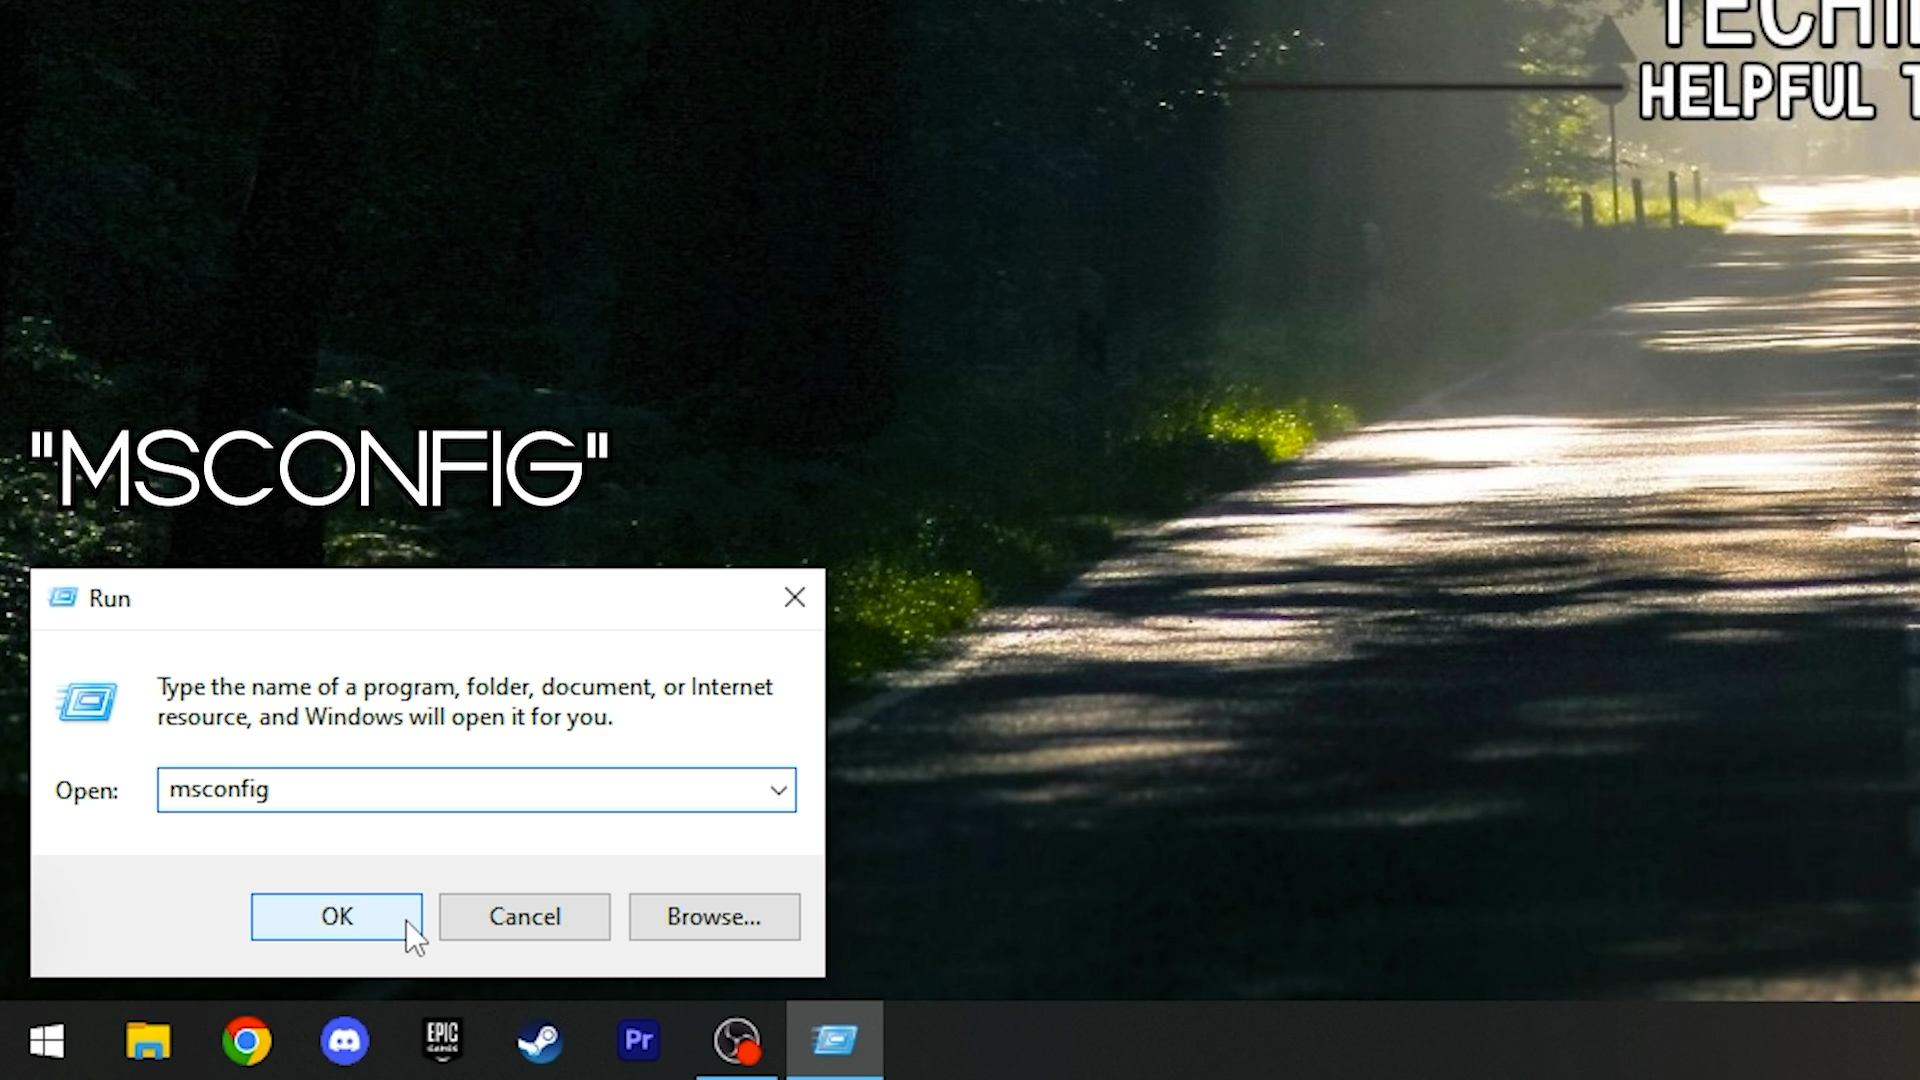 HELPFUL
"MSCONFIG"
Run
Type the name of a program, folder, document, or Internet
resource, and Windows will open it for you.
Open:
msconfig
OK
Cancel
Browse...
EPIC
GAMES
Pr